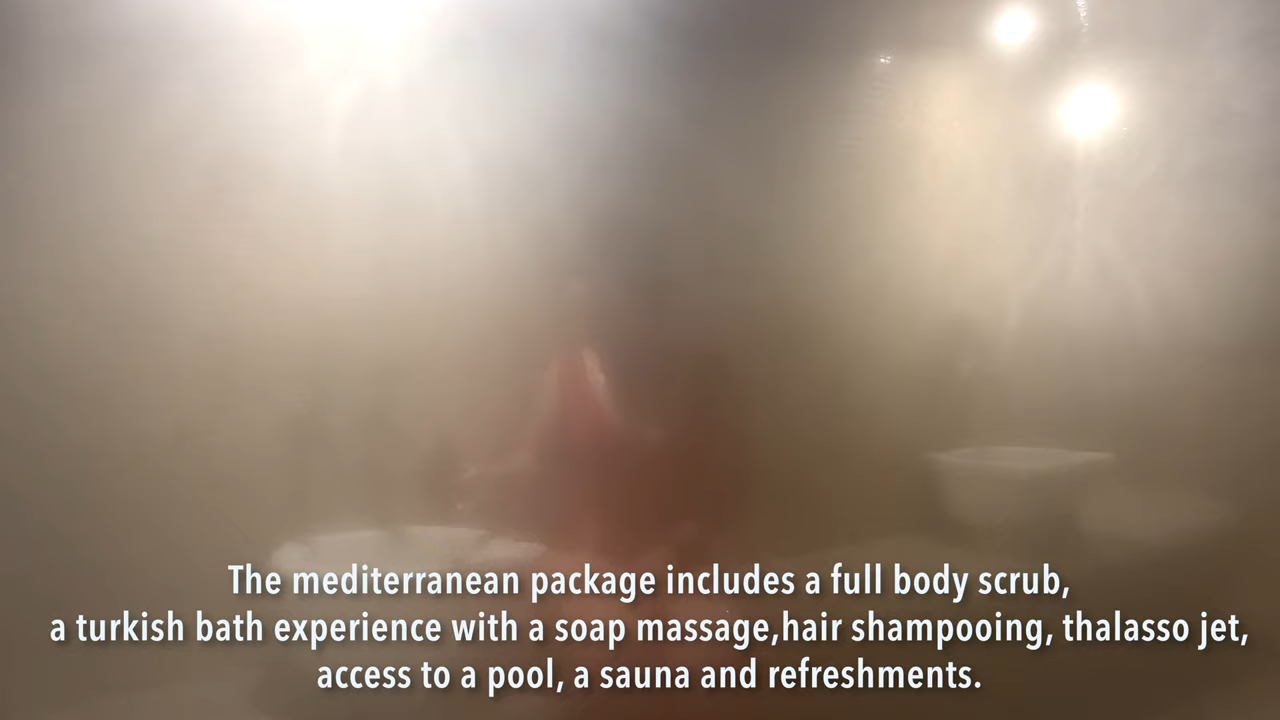 The mediterranean package includes a full body scrub,
a turkish bath experience with a soap massage,hair shampooing, thalasso jet,
access to a pool, a sauna and refreshments.